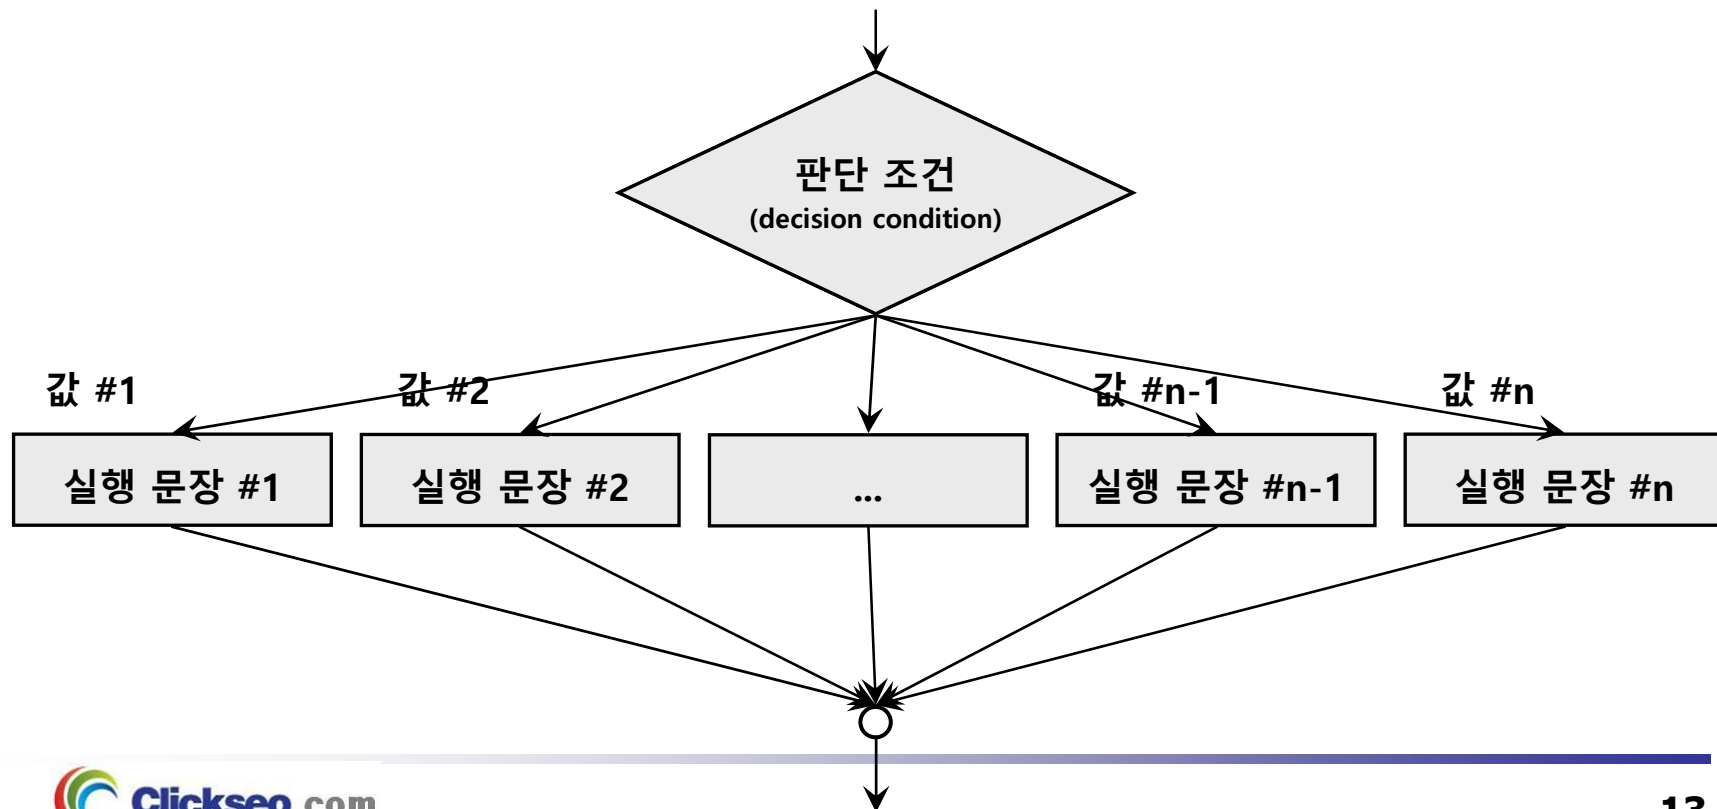 판단 조건
(decision condition)
값 #1
값 #2
값 #n-1
값 #n
실행 문장 #1
실행 문장 #2
...
실행 문장 #n-1
실행 문장 #n
Clickseo.com
13